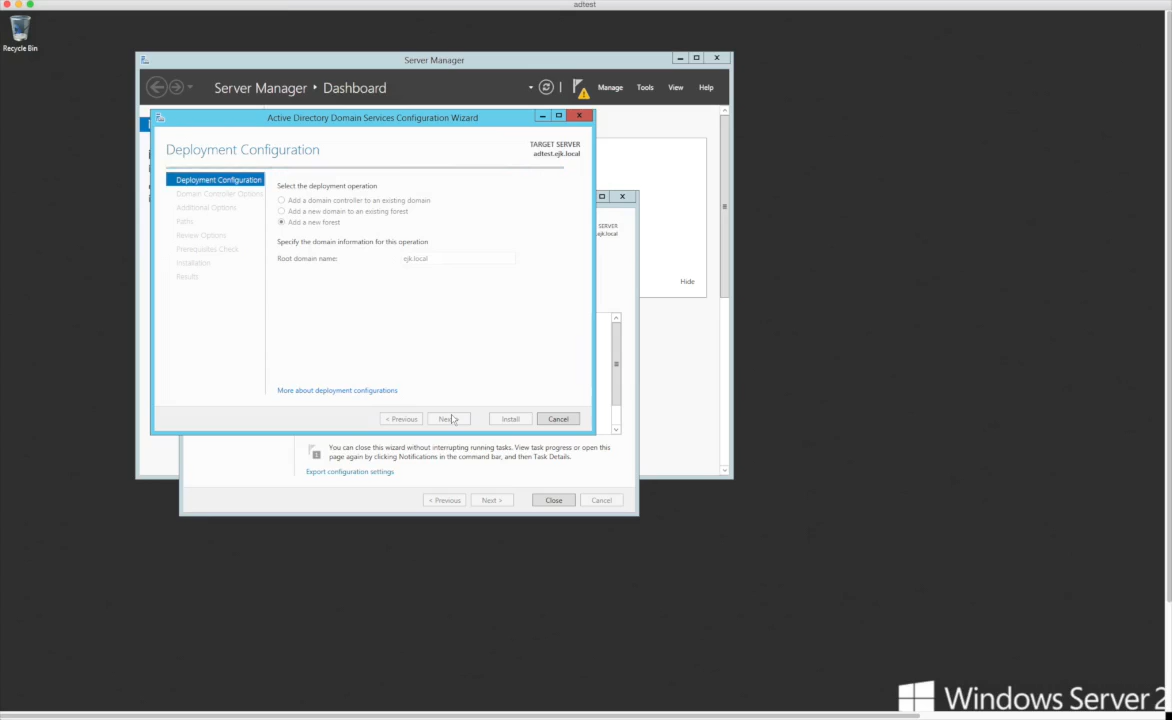 adtest
Recycle Bin
Server Manager
Server Manager ‣ Dashboard
Manage
Tools
View
Help
Active Directory Domain Services Configuration Wizard
Deployment Configuration
TARGET SERVER
adtest.ejk.local
Deployment Configuration
Domain Controller Options
Additional Options
Paths
Review Options
Prerequisites Check
Installation
Results
Select the deployment operation
Add a domain controller to an existing domain
Add a new domain to an existing forest
Add a new forest
Specify the domain information for this operation
Root domain name:
ejk.local
More about deployment configurations
< Previous
Next >
Install
Cancel
SERVER
ejk.local
Hide
You can close this wizard without interrupting running tasks. View task progress or open this
page again by clicking Notifications in the command bar, and then Task Details.
Export configuration settings
< Previous
Next >
Close
Cancel
Windows Server 2